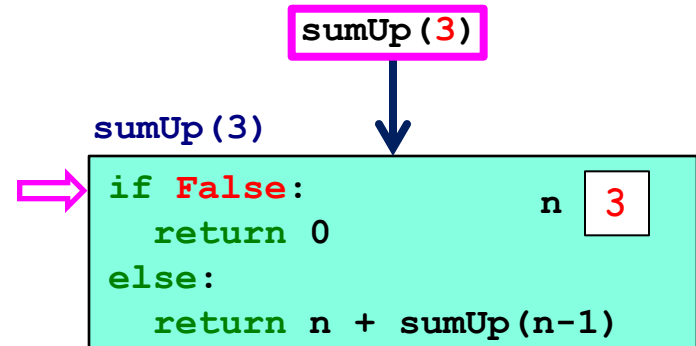 sumUp(3)
sumUp(3)
if False:
n 3
return 0
else:
return n + sumUp(n-1)